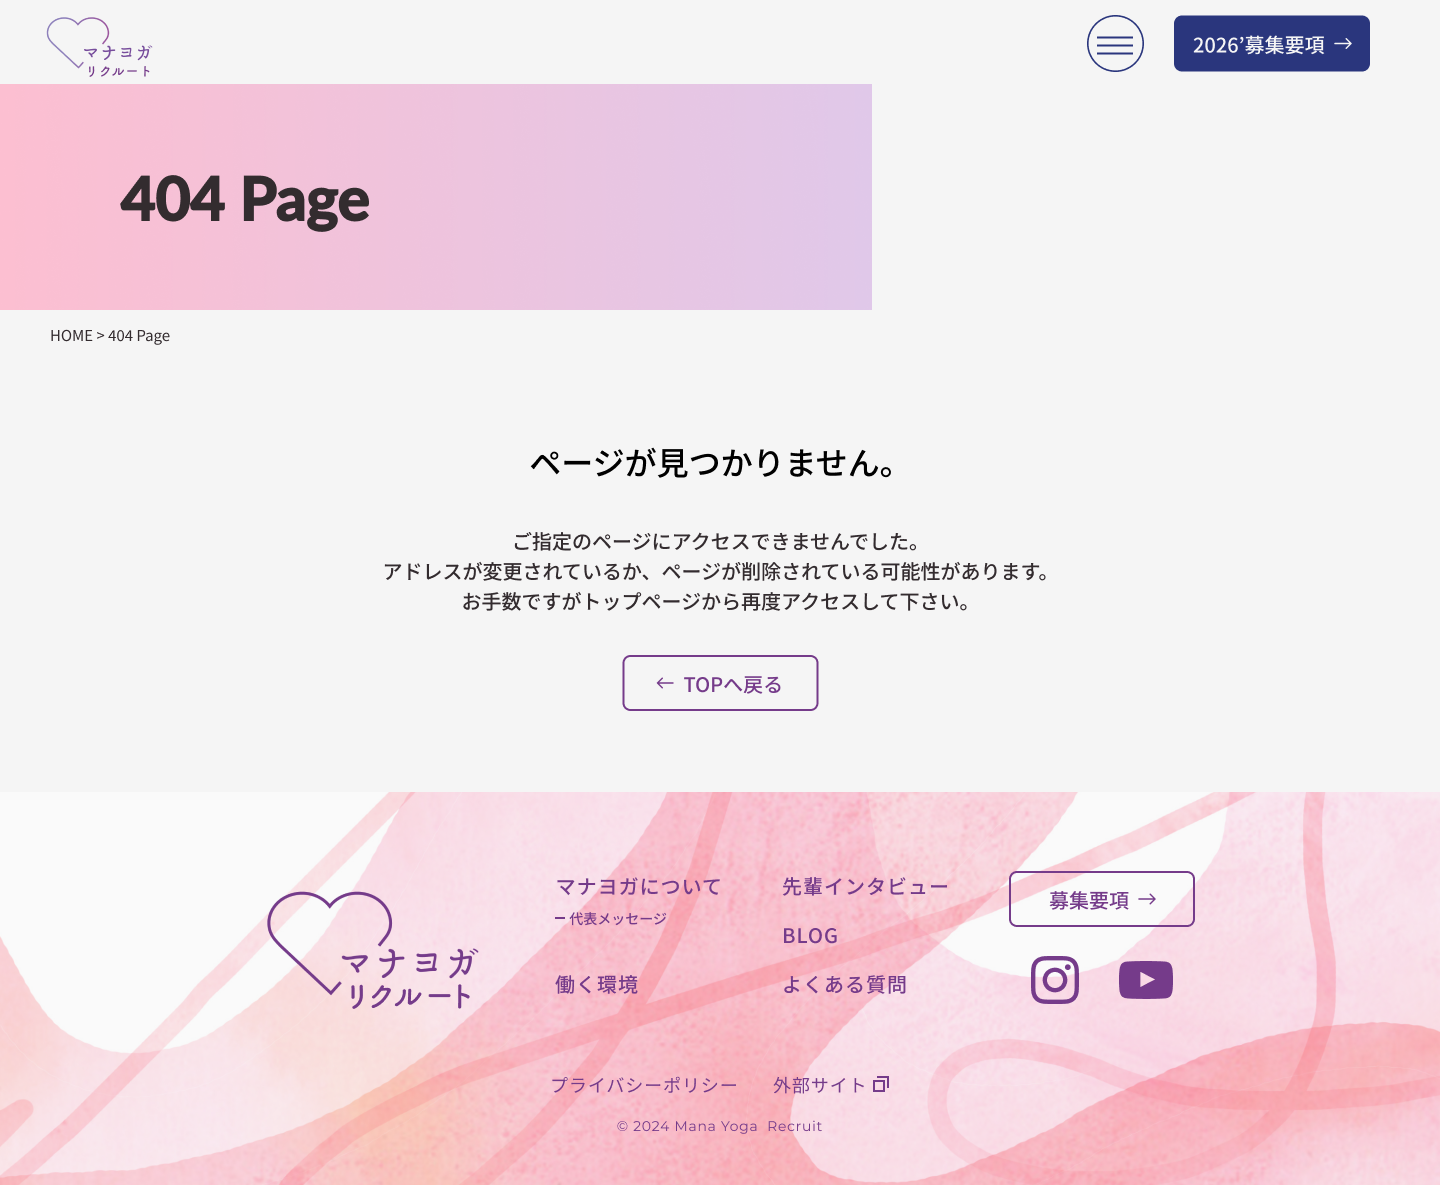 マナヨガ
リクルート
2026’募集要項
404 Page
HOME > 404 Page
ページが見つかりません。
ご指定のページにアクセスできませんでした。
アドレスが変更されているか、ページが削除されている可能性があります。
お手数ですがトップページから再度アクセスして下さい。
TOPへ戻る
マナヨガ
リクルート
マナヨガについて
代表メッセージ
働く環境
先輩インタビュー
BLOG
よくある質問
募集要項
プライバシーポリシー
外部サイト
© 2024 Mana Yoga Recruit